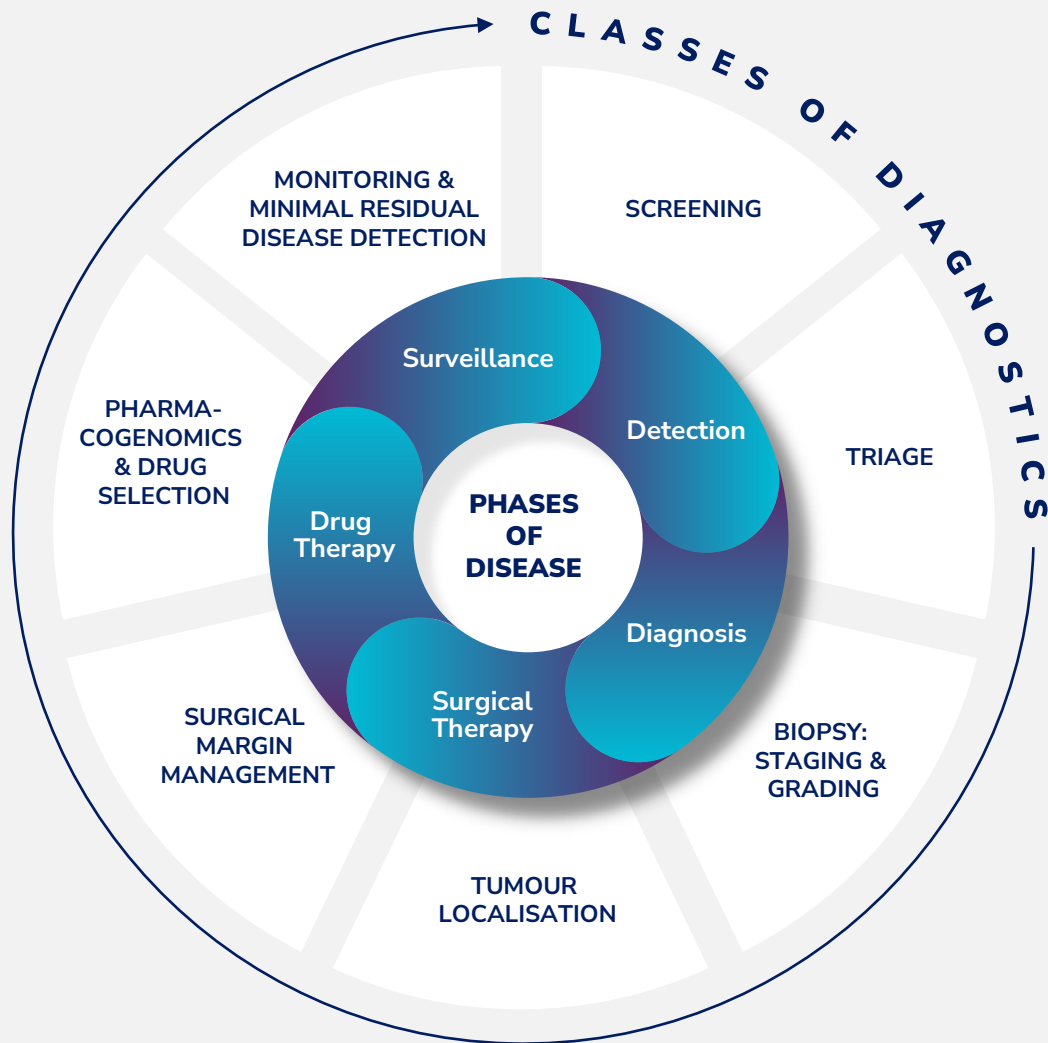 CLASSES OF DIAGNOSTICS
SCREENING
TRIAGE
BIOPSY:
STAGING &
GRADING
TUMOUR
LOCALISATION
SURGICAL
MARGIN
MANAGEMENT
PHARMA-
COGENOMICS
& DRUG
SELECTION
MONITORING &
MINIMAL RESIDUAL
DISEASE DETECTION
PHASES
OF
DISEASE
Detection
Diagnosis
Surgical
Therapy
Drug
Therapy
Surveillance